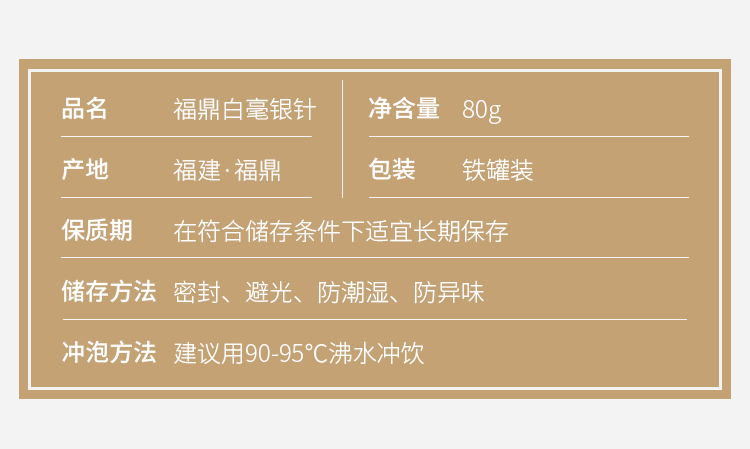 品名 福鼎白毫银针 净含量 80g
产地 福建·福鼎 包装 铁罐装
保质期 在符合储存条件下适宜长期保存
储存方法 密封、避光、防潮湿、防异味
冲泡方法 建议用90-95℃沸水冲饮